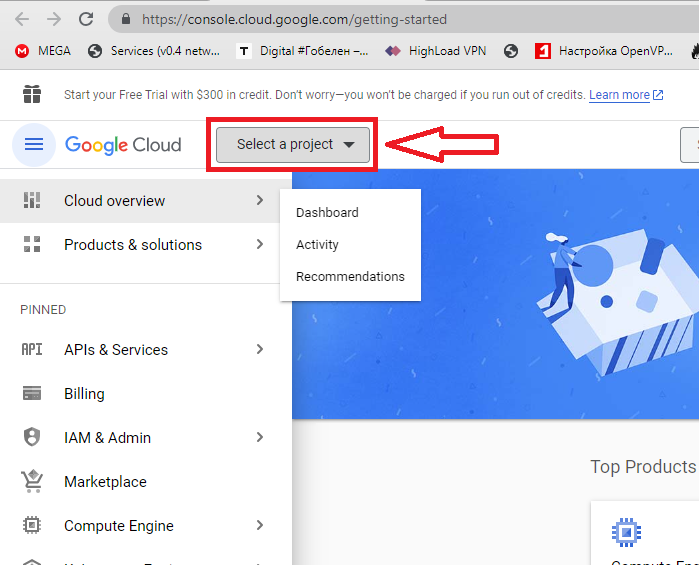 https://console.cloud.google.com/getting-started
MEGA Services (v0.4 netw... Digital #Гобелен –... HighLoad VPN Настройка OpenVP...
Start your Free Trial with $300 in credit. Don't worry—you won't be charged if you run out of credits. Learn more
Google Cloud Select a project
Cloud overview
Dashboard
Products & solutions
Activity
Recommendations
PINNED
API APIs & Services
Billing
IAM & Admin
Marketplace
Top Products
Compute Engine